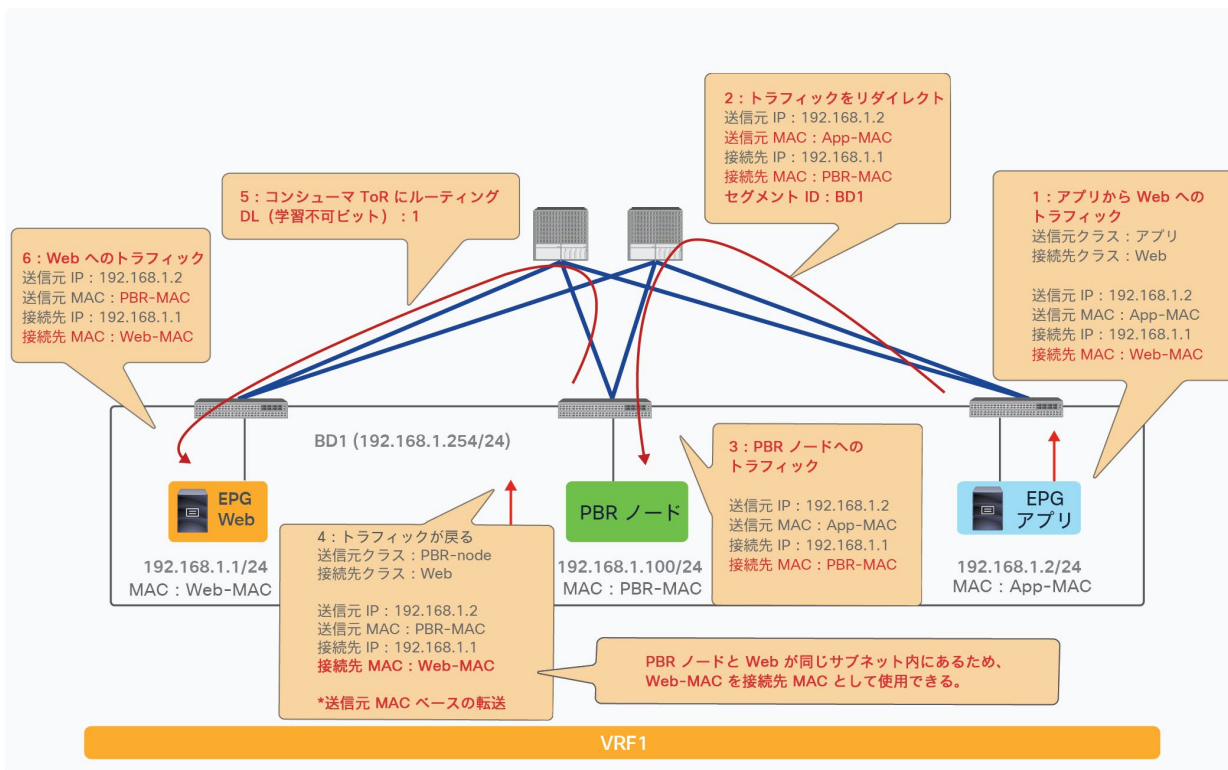 2：トラフィックをリダイレクト
送信元 IP：192.168.1.2
送信元 MAC：App-MAC
接続先 IP：192.168.1.1
接続先 MAC：PBR-MAC
セグメント ID：BD1
5：コンシューマ ToR にルーティング
DL（学習不可ビット）：1
1：アプリから Web への
トラフィック
送信元クラス：アプリ
接続先クラス：Web
送信元 IP：192.168.1.2
送信元 MAC：App-MAC
接続先 IP：192.168.1.1
接続先 MAC：Web-MAC
6：Web へのトラフィック
送信元 IP：192.168.1.2
送信元 MAC：PBR-MAC
接続先 IP：192.168.1.1
接続先 MAC：Web-MAC
BD1 (192.168.1.254/24)
3：PBR ノードへの
トラフィック
送信元 IP：192.168.1.2
送信元 MAC：App-MAC
接続先 IP：192.168.1.1
接続先 MAC：PBR-MAC
EPG
Web
192.168.1.1/24
MAC：Web-MAC
PBR ノード
192.168.1.100/24
MAC：PBR-MAC
EPG
アプリ
192.168.1.2/24
MAC：App-MAC
4：トラフィックが戻る
送信元クラス：PBR-node
接続先クラス：Web
送信元 IP：192.168.1.2
送信元 MAC：PBR-MAC
接続先 IP：192.168.1.1
接続先 MAC：Web-MAC
*送信元 MAC ベースの転送
PBR ノードと Web が同じサブネット内にあるため、
Web-MAC を接続先 MAC として使用できる。
VRF1